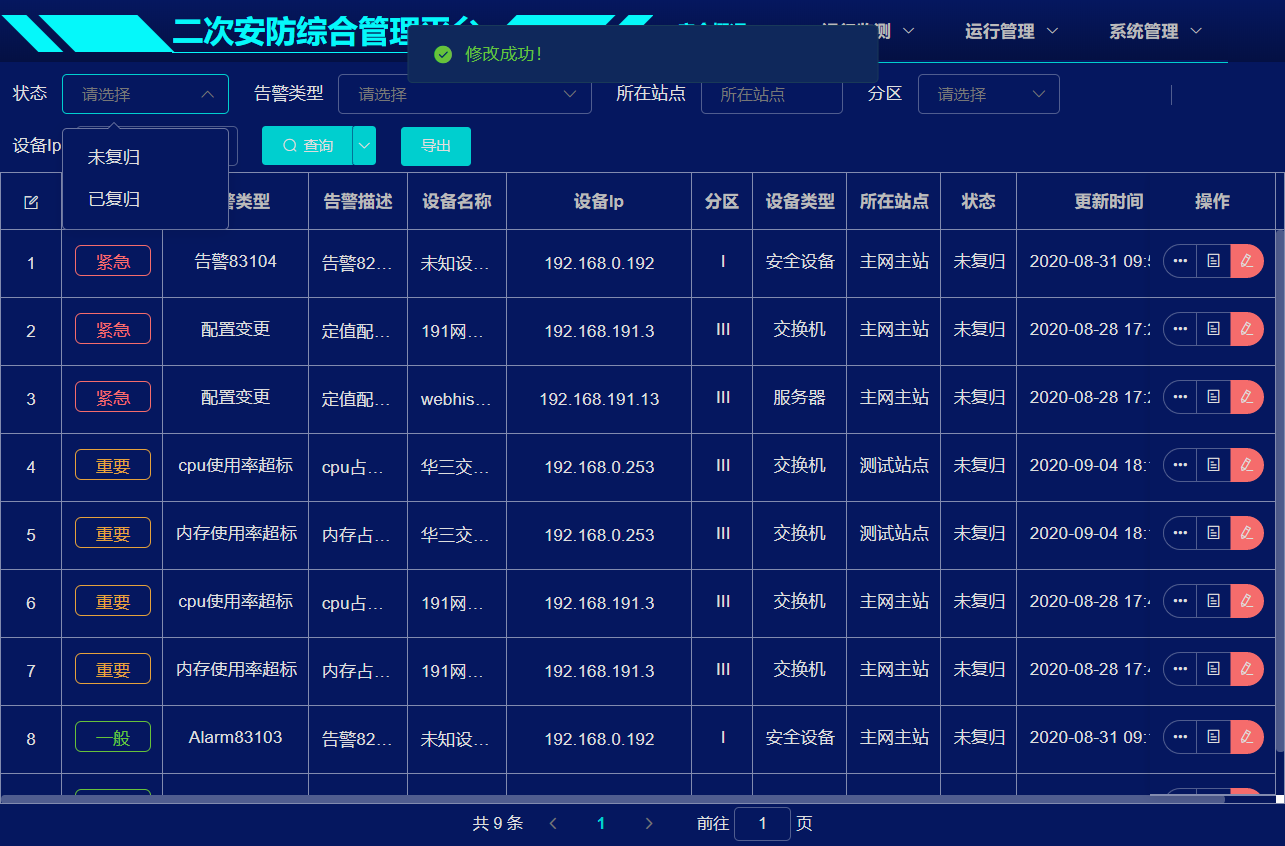 二次安防综合管理平台
运行管理
系统管理
修改成功!
状态
请选择
告警类型
请选择
所在站点
所在站点
分区
请选择
设备Ip
查询
导出
未复归
已复归
警类型 告警描述 设备名称 设备Ip 分区 设备类型 所在站点 状态 更新时间 操作
1 紧急 告警83104 告警82... 未知设... 192.168.0.192 I 安全设备 主网主站 未复归 2020-08-31 09:
2 紧急 配置变更 定值配... 191网... 192.168.191.3 III 交换机 主网主站 未复归 2020-08-28 17:
3 紧急 配置变更 定值配... webhis... 192.168.191.13 III 服务器 主网主站 未复归 2020-08-28 17:
4 重要 cpu使用率超标 cpu占... 华三交... 192.168.0.253 III 交换机 测试站点 未复归 2020-09-04 18:
5 重要 内存使用率超标 内存占... 华三交... 192.168.0.253 III 交换机 测试站点 未复归 2020-09-04 18:
6 重要 cpu使用率超标 cpu占... 191网... 192.168.191.3 III 交换机 主网主站 未复归 2020-08-28 17:
7 重要 内存使用率超标 内存占... 191网... 192.168.191.3 III 交换机 主网主站 未复归 2020-08-28 17:
8 一般 Alarm83103 告警82... 未知设... 192.168.0.192 I 安全设备 主网主站 未复归 2020-08-31 09:
共 9 条 1 前往 1 页